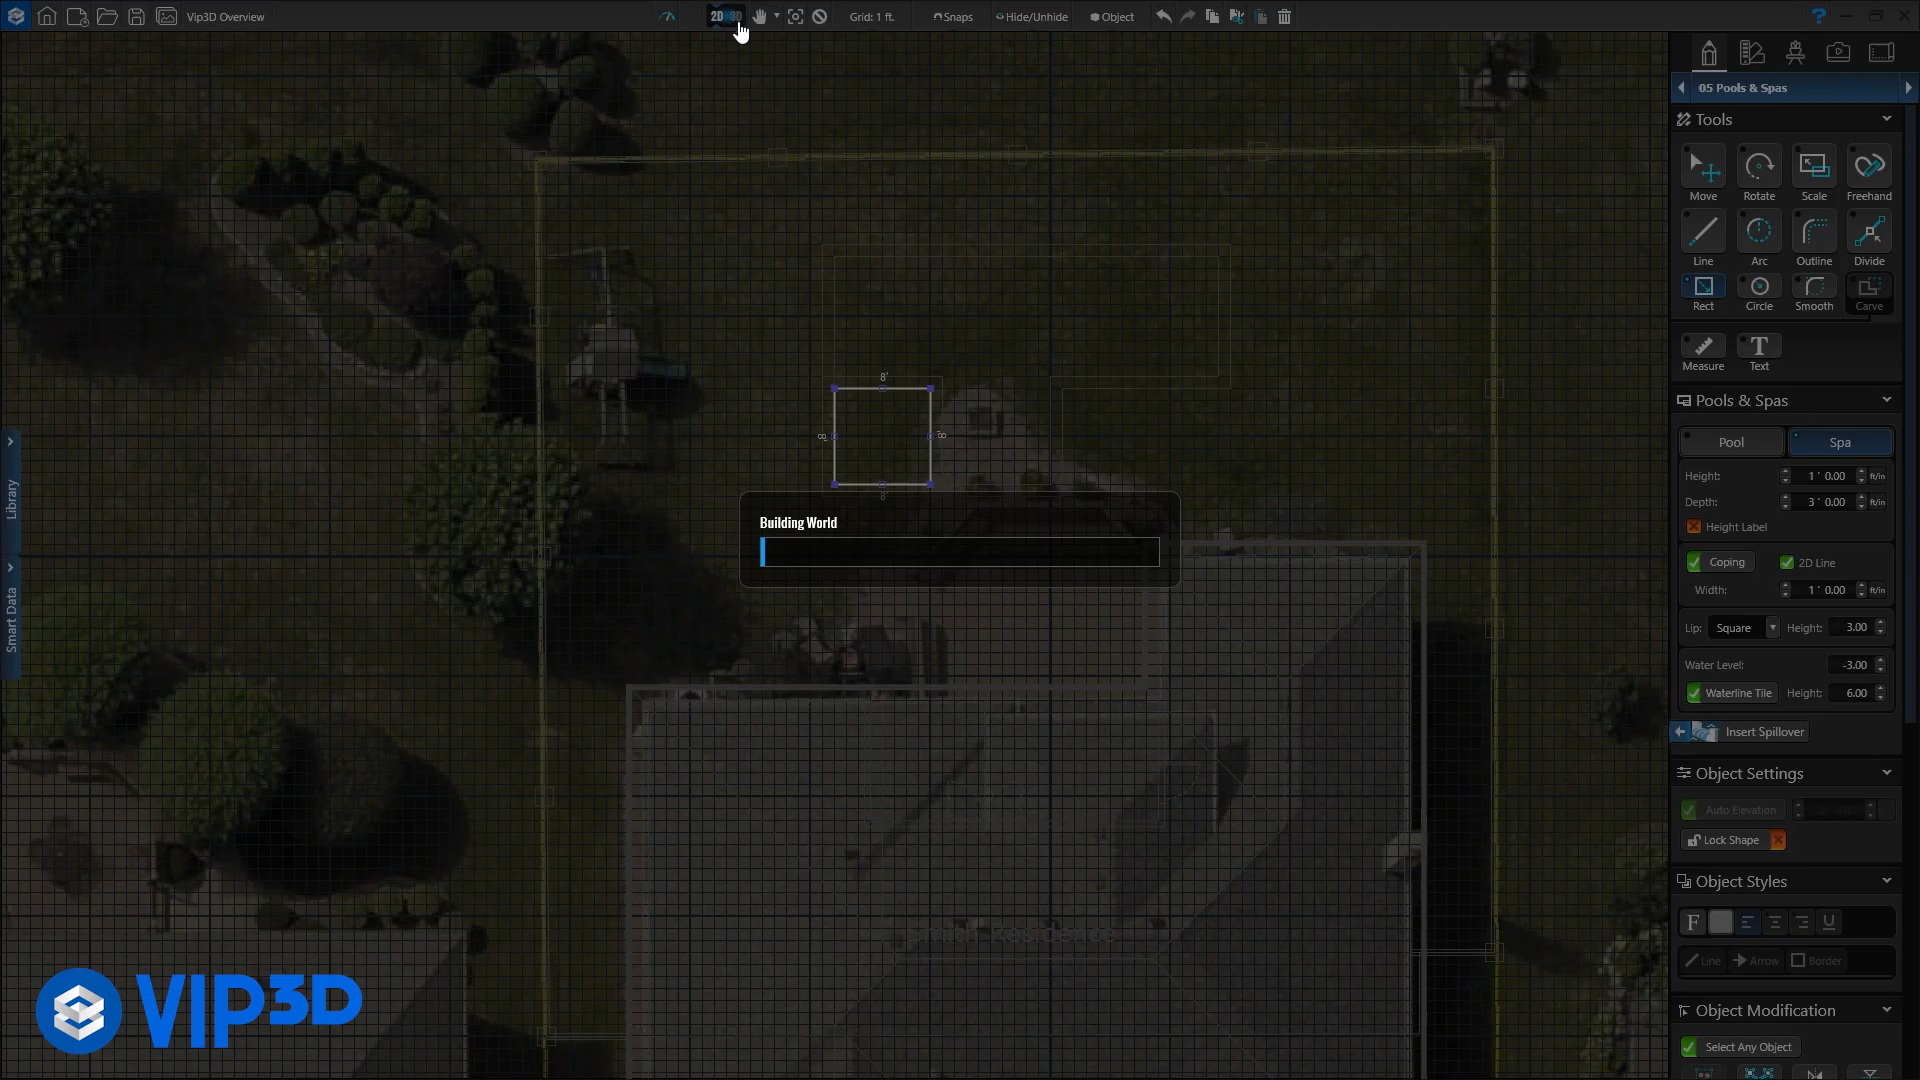 Vip3D Overview
2D 3D
Grid: 1 ft.
Snaps
Hide/Unhide
Object
?
05 Pools & Spas
Tools
Move
Rotate
Scale
Freehand
Line
Arc
Outline
Divide
Rect
Circle
Smooth
Carve
Measure
T
Text
Pools & Spas
Pool
Spa
Height: 1 ' 0.00 ft/in
Depth: 3 ' 0.00 ft/in
Height Label
Coping
2D Line
Width: 1 ' 0.00 ft/in
Lip: Square Height: 3.00
Water Level: -3.00
Waterline Tile Height: 6.00
Insert Spillover
Object Settings
Auto Elevation
Lock Shape
Object Styles
F
U
Line
Arrow
Border
Object Modification
Select Any Object
Library
Smart Data
8'
8'
8'
8'
Building World
Smith Residence
VIP3D